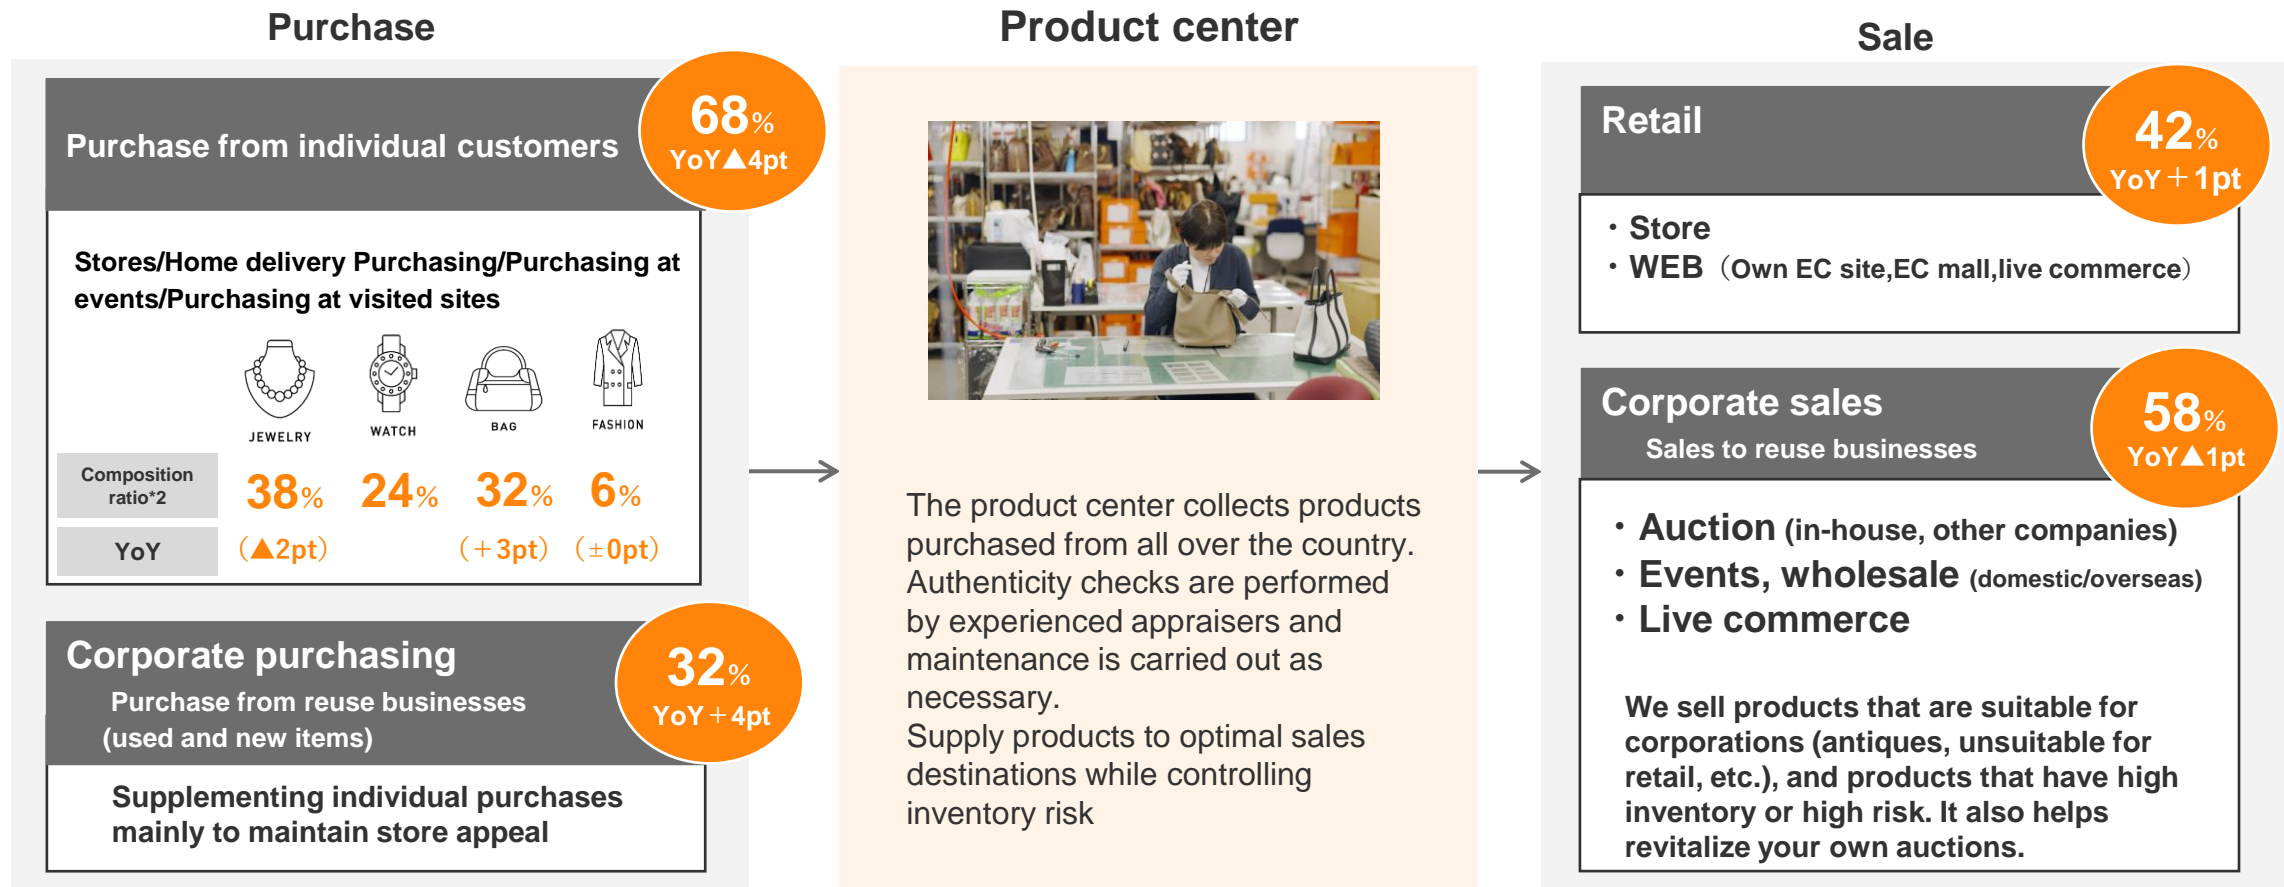 Purchase
Purchase from individual customers
68%
YoY▲4pt
Stores/Home delivery Purchasing/Purchasing at
events/Purchasing at visited sites
JEWELRY
WATCH
BAG
FASHION
Composition
ratio*2
38%
24%
32%
6%
YoY
(▲2pt)
(＋3pt)
(±0pt)
Corporate purchasing
Purchase from reuse businesses
(used and new items)
32%
YoY＋4pt
Supplementing individual purchases
mainly to maintain store appeal
Product center
The product center collects products
purchased from all over the country.
Authenticity checks are performed
by experienced appraisers and
maintenance is carried out as
necessary.
Supply products to optimal sales
destinations while controlling
inventory risk
Sale
Retail
42%
YoY＋1pt
・Store
・WEB（Own EC site,EC mall,live commerce）
Corporate sales
Sales to reuse businesses
58%
YoY▲1pt
・Auction (in-house, other companies)
・Events, wholesale (domestic/overseas)
・Live commerce
We sell products that are suitable for
corporations (antiques, unsuitable for
retail, etc.), and products that have high
inventory or high risk. It also helps
revitalize your own auctions.